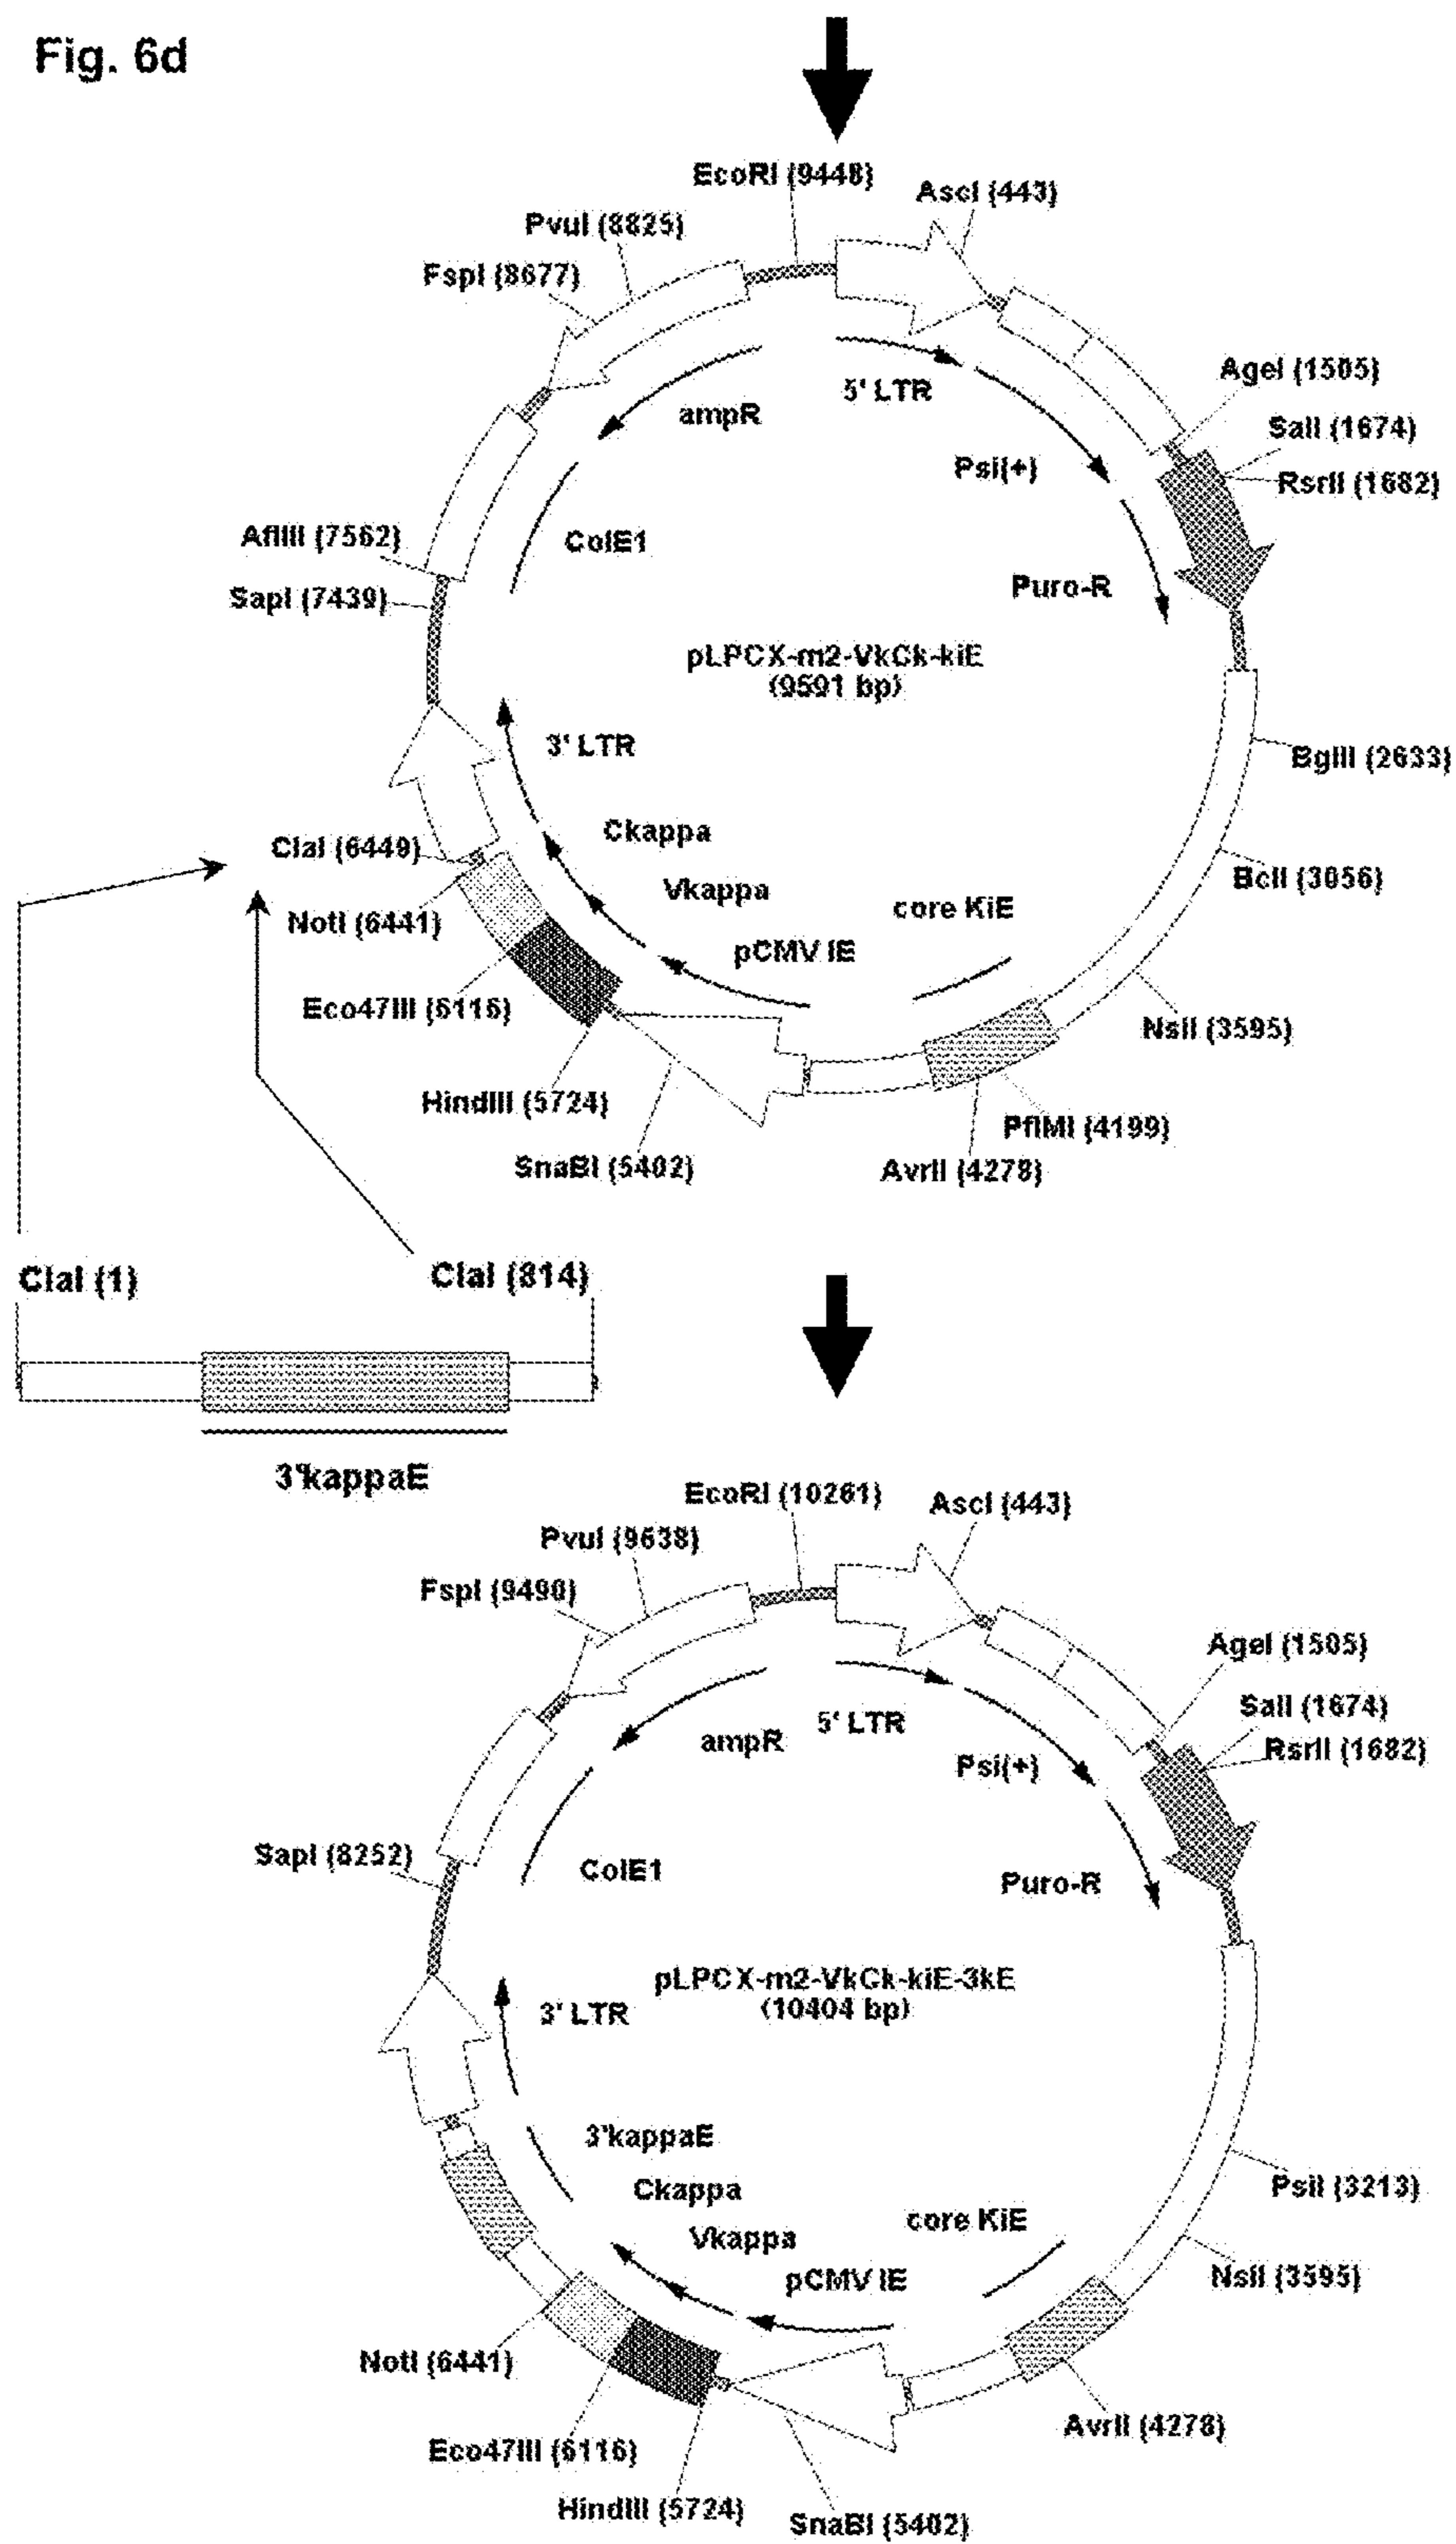 Fig. 6d
EcoRI (9448)
AscI (443)
PvuI (8825)
FspI (8677)
AgeI (1505)
SalI (1674)
RsrII (1682)
5' LTR
ampR
Psi(+)
AflIII (7562)
ColE1
SapI (7439)
Puro-R
pLPCX-m2-VkCk-kiE
(9591 bp)
BglII (2633)
3' LTR
Ckappa
ClaI (6449)
Vkappa
BclI (3056)
NotI (6441)
core KiE
pCMV IE
Eco47III (6116)
NsiI (3595)
HindIII (5724)
PflMI (4199)
SnaBI (5402)
AvrII (4278)
ClaI (1)
ClaI (814)
3'kappaE
EcoRI (10261)
AscI (443)
PvuI (9638)
FspI (9490)
AgeI (1505)
SalI (1674)
RsrII (1682)
5' LTR
ampR
Psi(+)
SapI (8252)
ColE1
Puro-R
pLPCX-m2-VkCk-kiE-3kE
(10404 bp)
3' LTR
3'kappaE
Ckappa
PsiI (3213)
core KiE
Vkappa
pCMV IE
NsiI (3595)
NotI (6441)
AvrII (4278)
Eco47III (6116)
HindIII (5724)
SnaBI (5402)